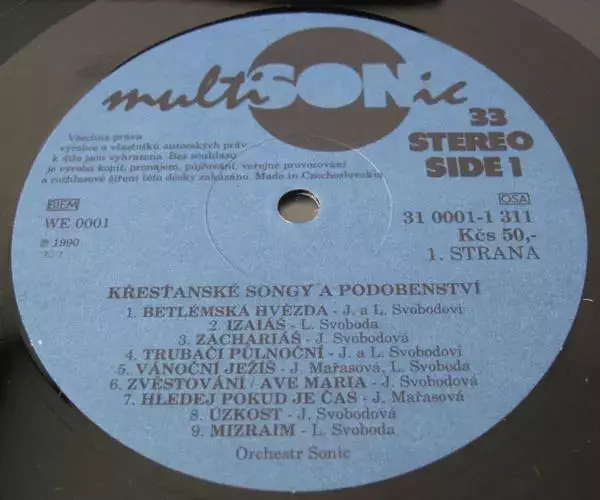 multiSONic
33
STEREO
SIDE 1
Všechna práva
výrobce a vlastníků autorských práv
k dílu jsou vyhrazena. Bez souhlasu
je výroba kopií, pronájem, půjčování, veřejné provozování
a rozhlasové šíření této desky zakázáno. Made in Czechoslovakia
BIEM
WE 0001
℗ 1990
OSA
31 0001-1 311
Kčs 50,-
1. STRANA
KŘESŤANSKÉ SONGY A PODOBENSTVÍ
1. BETLÉMSKÁ HVĚZDA - J. a L. Svobodovi
2. IZAIÁŠ - L. Svoboda
3. ZACHARIÁŠ - J. Svobodová
4. TRUBAČI PŮLNOČNÍ - J. a L. Svobodovi
5. VÁNOČNÍ JEŽÍŠ - J. Mařasová, L. Svoboda
6. ZVĚSTOVÁNÍ / AVE MARIA - J. Svobodová
7. HLEDEJ POKUD JE ČAS - J. Mařasová
8. ÚZKOST - J. Svobodová
9. MIZRAIM - L. Svoboda
Orchestr Sonic